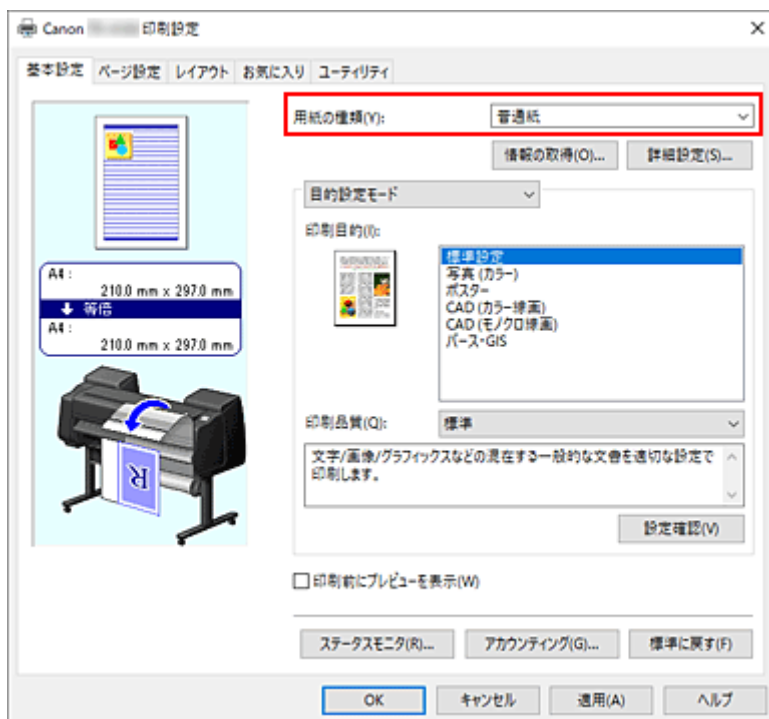 Canon 印刷設定
基本設定 ページ設定 レイアウト お気に入り ユーティリティ
用紙の種類(Y): 普通紙
情報の取得(O)... 詳細設定(S)...
目的設定モード
印刷目的(I):
標準設定
写真 (カラー)
ポスター
CAD (カラー線画)
CAD (モノクロ線画)
パース・GIS
A4 :
210.0 mm x 297.0 mm
等倍
A4 :
210.0 mm x 297.0 mm
R
印刷品質(Q): 標準
文字/画像/グラフィックスなどの混在する一般的な文書を適切な設定で
印刷します。
設定確認(V)
印刷前にプレビューを表示(W)
ステータスモニタ(R)... アカウンティング(G)... 標準に戻す(F)
OK キャンセル 適用(A) ヘルプ